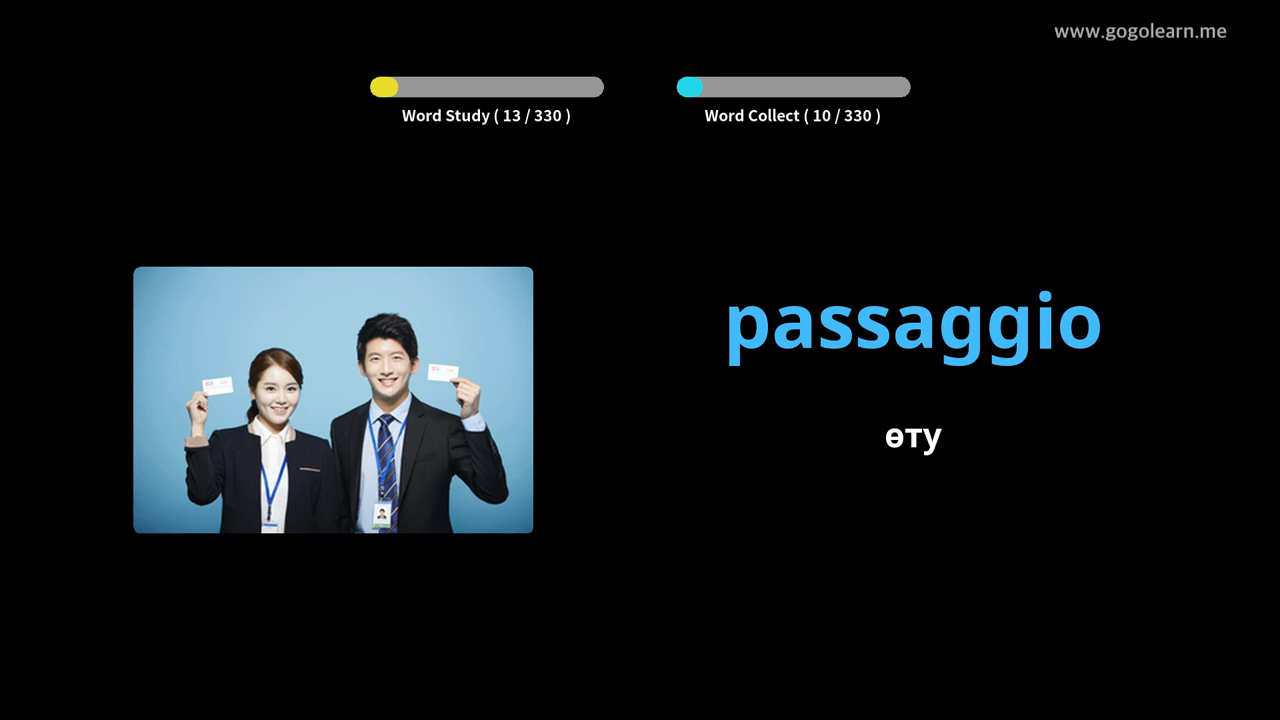 www.gogolearn.me
Word Study ( 13 / 330 )
Word Collect ( 10 / 330 )
passaggio
өту